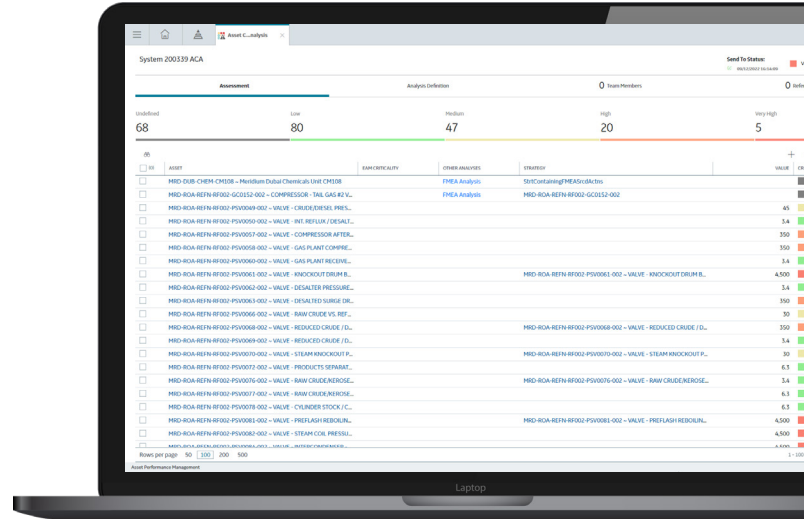 Asset C...nalysis
System 200339 ACA
Send To Status:
Assessment
Analysis Definition
0 Team Members
0 Refre
Undefined
Low
Medium
High
Very High
68
80
47
20
5
ASSET
EAM CRITICALITY
OTHER ANALYSES
STRATEGY
VALUE
MRD-DUB-CHEM-CM108 ~ Meridium Dubai Chemicals Unit CM108 FMEA Analysis StrtContainingFMEASrcdActns
MRD-ROA-REFN-RF002-GC0152-002 ~ COMPRESSOR - TAIL GAS #2 V... FMEA Analysis MRD-ROA-REFN-RF002-GC0152-002
MRD-ROA-REFN-RF002-PSV0049-002 ~ VALVE - CRUDE/DIESEL PRES... 45
MRD-ROA-REFN-RF002-PSV0050-002 ~ VALVE - INT. REFLUX / DESALT... 3.4
MRD-ROA-REFN-RF002-PSV0057-002 ~ VALVE - COMPRESSOR AFTER... 350
MRD-ROA-REFN-RF002-PSV0058-002 ~ VALVE - GAS PLANT COMPRE... 350
MRD-ROA-REFN-RF002-PSV0060-002 ~ VALVE - GAS PLANT RECEIVE... 3.4
MRD-ROA-REFN-RF002-PSV0061-002 ~ VALVE - KNOCKOUT DRUM B... MRD-ROA-REFN-RF002-PSV0061-002 ~ VALVE - KNOCKOUT DRUM B... 4,500
MRD-ROA-REFN-RF002-PSV0062-002 ~ VALVE - DESALTER PRESSURE... 3.4
MRD-ROA-REFN-RF002-PSV0063-002 ~ VALVE - DESALTED SURGE DR... 350
MRD-ROA-REFN-RF002-PSV0066-002 ~ VALVE - RAW CRUDE VS. REF... 30
MRD-ROA-REFN-RF002-PSV0068-002 ~ VALVE - REDUCED CRUDE / D... MRD-ROA-REFN-RF002-PSV0068-002 ~ VALVE - REDUCED CRUDE / D... 350
MRD-ROA-REFN-RF002-PSV0069-002 ~ VALVE - REDUCED CRUDE / D... 3.4
MRD-ROA-REFN-RF002-PSV0070-002 ~ VALVE - STEAM KNOCKOUT P... MRD-ROA-REFN-RF002-PSV0070-002 ~ VALVE - STEAM KNOCKOUT P... 30
MRD-ROA-REFN-RF002-PSV0072-002 ~ VALVE - PRODUCTS SEPARAT... 6.3
MRD-ROA-REFN-RF002-PSV0076-002 ~ VALVE - RAW CRUDE/KEROSE... MRD-ROA-REFN-RF002-PSV0076-002 ~ VALVE - RAW CRUDE/KEROSE... 3.4
MRD-ROA-REFN-RF002-PSV0077-002 ~ VALVE - RAW CRUDE/KEROSE... 6.3
MRD-ROA-REFN-RF002-PSV0078-002 ~ VALVE - CYLINDER STOCK / C... 6.3
MRD-ROA-REFN-RF002-PSV0081-002 ~ VALVE - PREFLASH REBOILIN... MRD-ROA-REFN-RF002-PSV0081-002 ~ VALVE - PREFLASH REBOILIN... 4,500
MRD-ROA-REFN-RF002-PSV0082-002 ~ VALVE - STEAM COIL PRESSU... 4,500
Rows per page 50 100 200 500
1 - 100
Asset Performance Management
Laptop